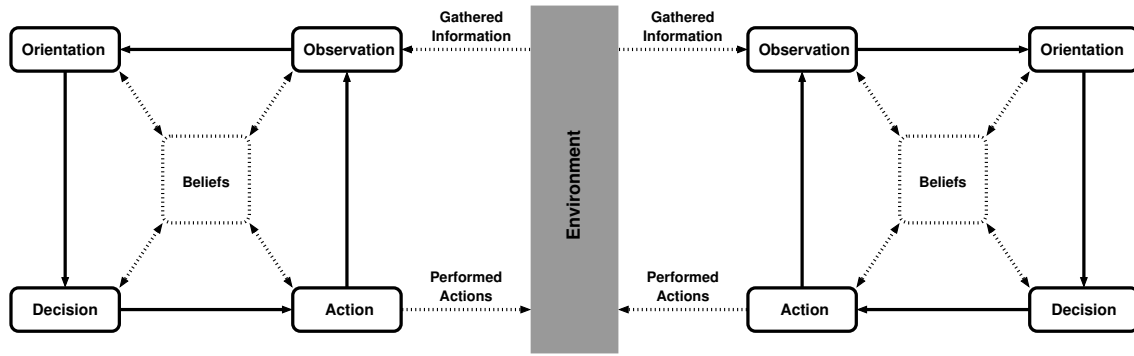 Gathered
Information
Gathered
Information
Orientation
Observation
Observation
Orientation
Beliefs
Environment
Beliefs
Performed
Actions
Performed
Actions
Decision
Action
Action
Decision